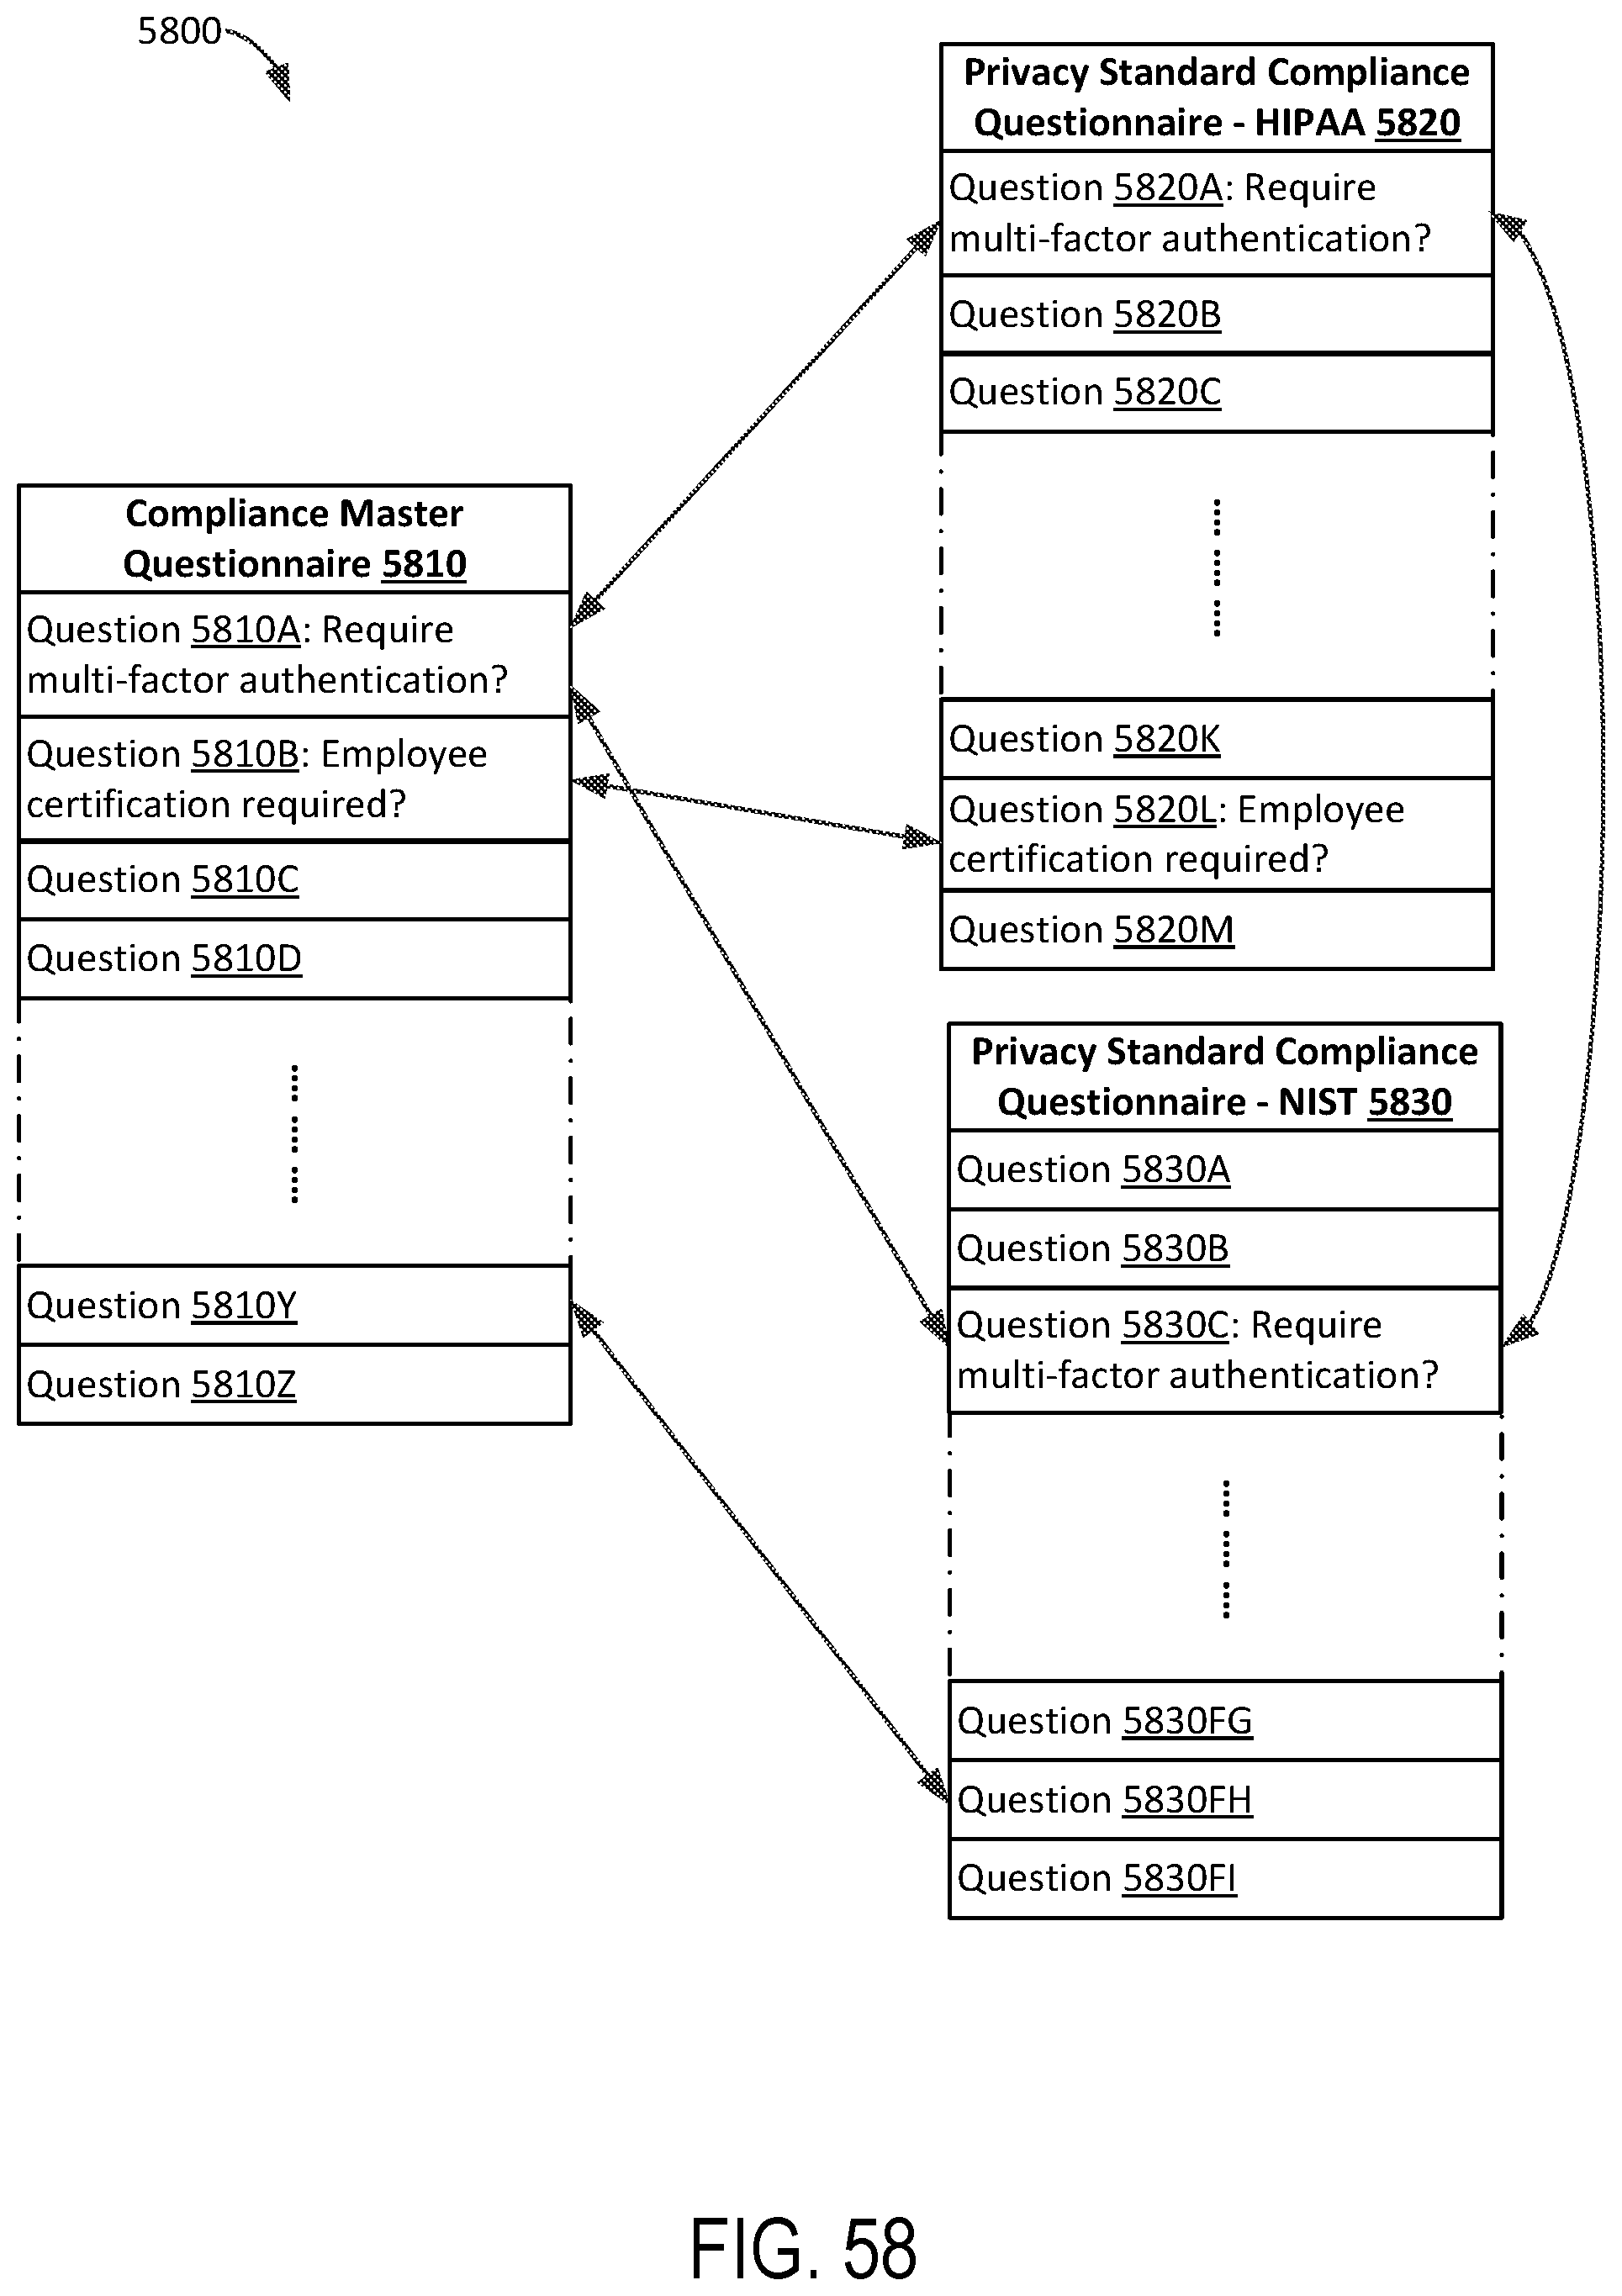 5800
Privacy Standard Compliance
Questionnaire - HIPAA 5820
Question 5820A: Require
multi-factor authentication?
Question 5820B
Question 5820C
Question 5820K
Question 5820L: Employee
certification required?
Question 5820M
Compliance Master
Questionnaire 5810
Question 5810A: Require
multi-factor authentication?
Question 5810B: Employee
certification required?
Question 5810C
Question 5810D
Question 5810Y
Question 5810Z
Privacy Standard Compliance
Questionnaire - NIST 5830
Question 5830A
Question 5830B
Question 5830C: Require
multi-factor authentication?
Question 5830FG
Question 5830FH
Question 5830FI
FIG. 58